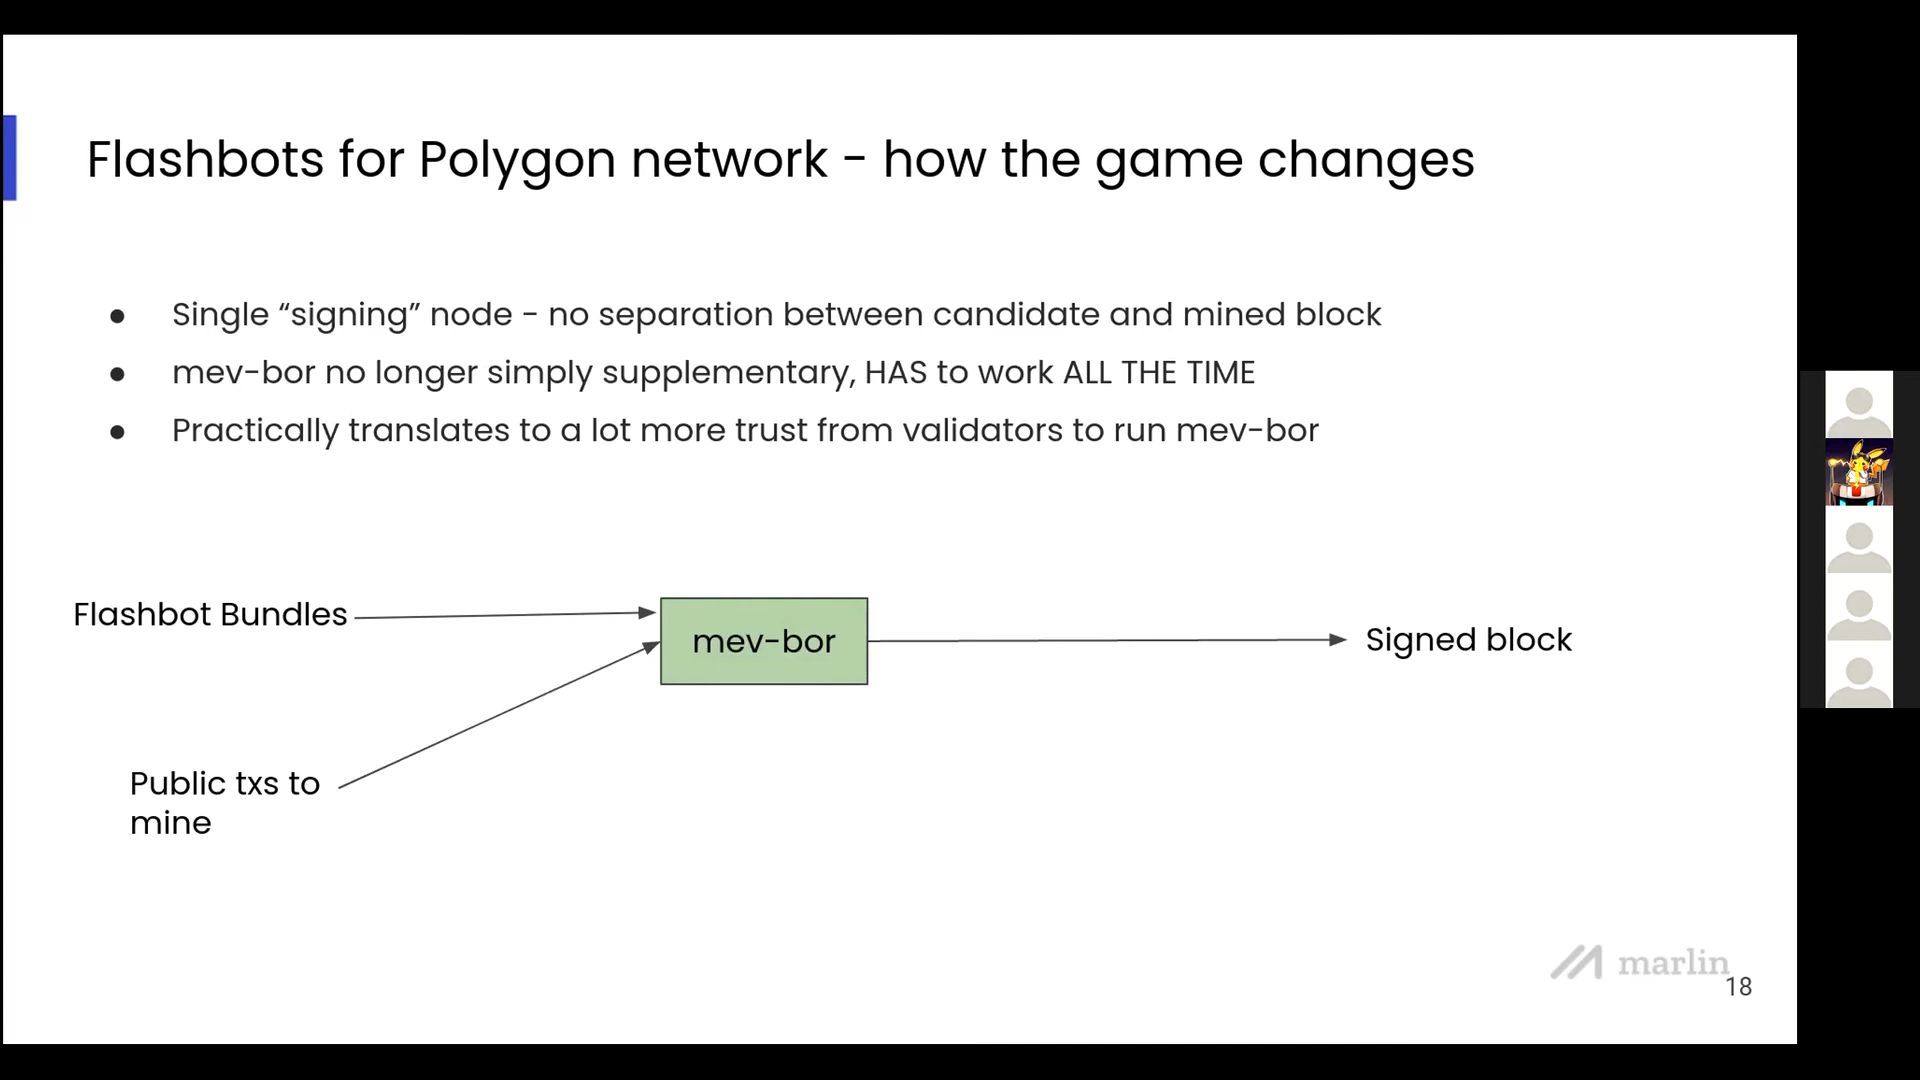 Flashbots for Polygon network - how the game changes
● Single “signing” node - no separation between candidate and mined block
● mev-bor no longer simply supplementary, HAS to work ALL THE TIME
● Practically translates to a lot more trust from validators to run mev-bor
Flashbot Bundles
mev-bor
Signed block
Public txs to
mine
marlin
18